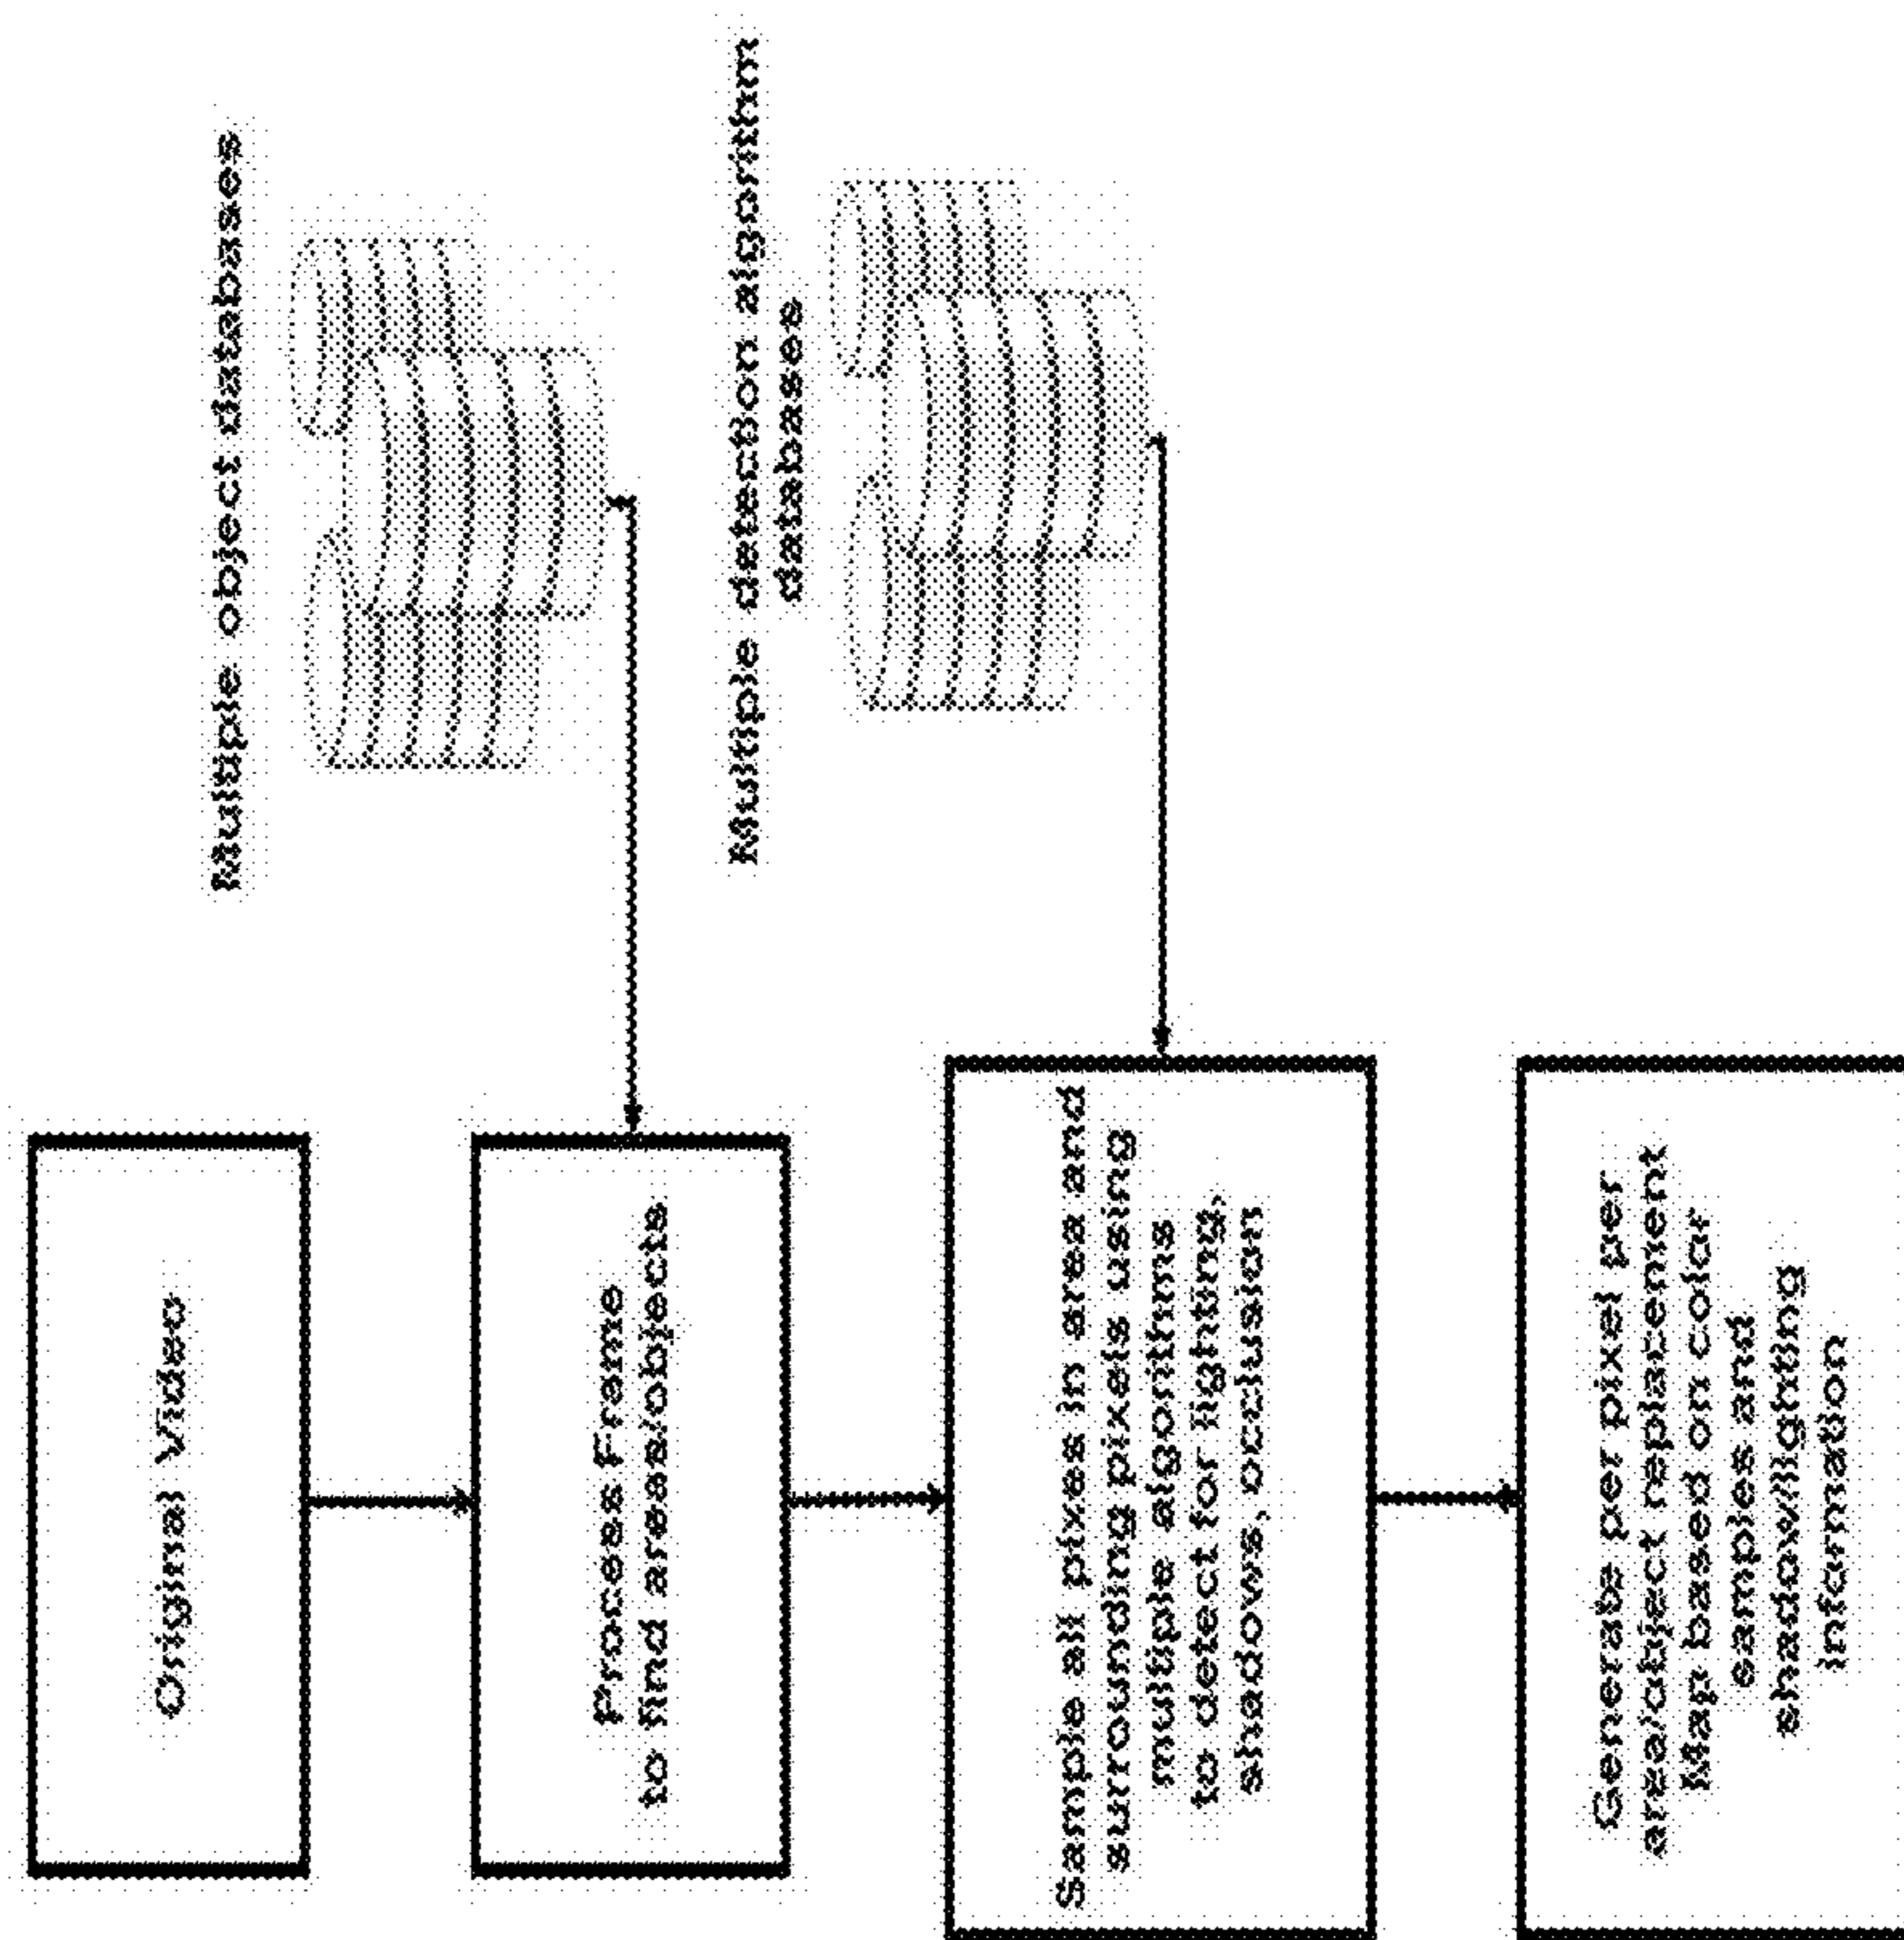 Multiple object databases
Multiple detection algorithm
databases
Original Video
Process Frame
to find areas/objects
Sample all pixes in area and
surrounding pixels using
multiple algorithms
to detect for lighting,
shadows, occlusion
Generate per pixel per
area/object replacement
Map based on color
samples and
shadow/lighting
information